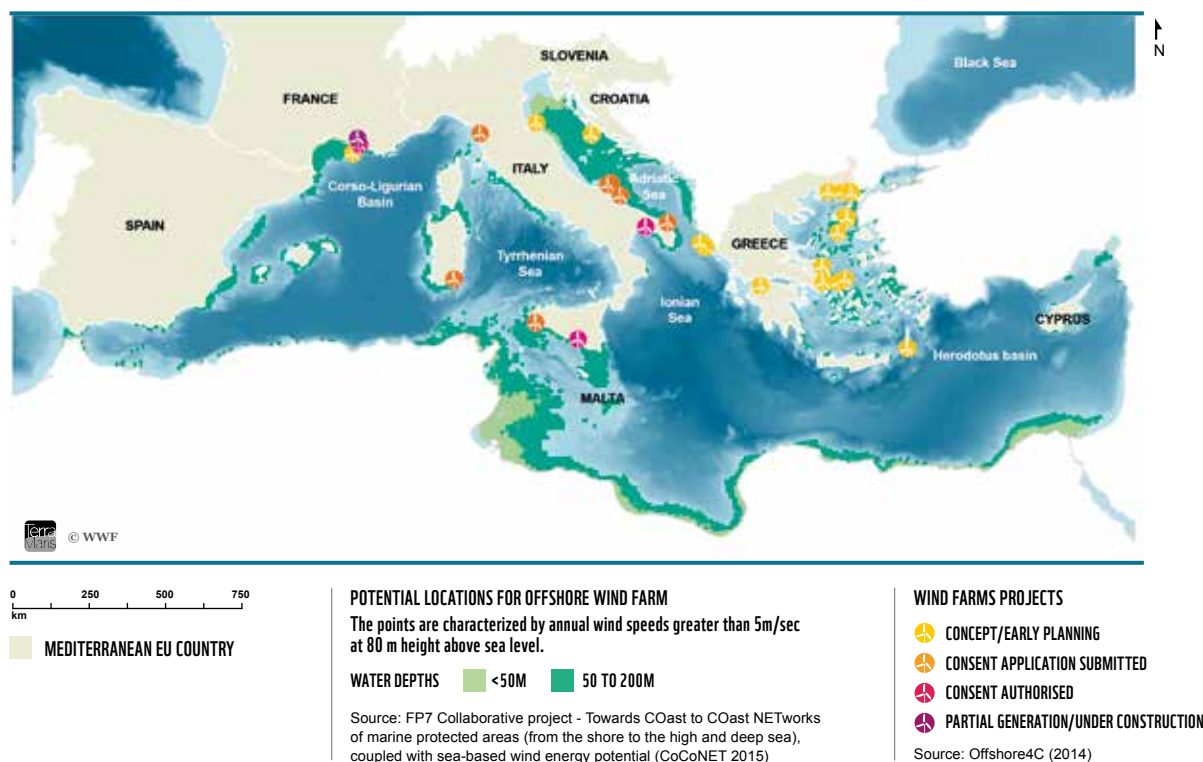 N
Black Sea
SLOVENIA
CROATIA
FRANCE
ITALY
Adriatic
Sea
Corso-Ligurian
Basin
SPAIN
Tyrrhenian
Sea
GREECE
Ionian
Sea
CYPRUS
Herodotus basin
MALTA
Terra
Maris
© WWF
0 250 500 750
km
MEDITERRANEAN EU COUNTRY
POTENTIAL LOCATIONS FOR OFFSHORE WIND FARM
The points are characterized by annual wind speeds greater than 5m/sec
at 80 m height above sea level.
WATER DEPTHS <50M 50 TO 200M
Source: FP7 Collaborative project - Towards COast to COast NETworks
of marine protected areas (from the shore to the high and deep sea),
coupled with sea-based wind energy potential (CoCoNET 2015)
WIND FARMS PROJECTS
CONCEPT/EARLY PLANNING
CONSENT APPLICATION SUBMITTED
CONSENT AUTHORISED
PARTIAL GENERATION/UNDER CONSTRUCTION
Source: Offshore4C (2014)